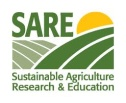 SARE
Sustainable Agriculture
Research & Education